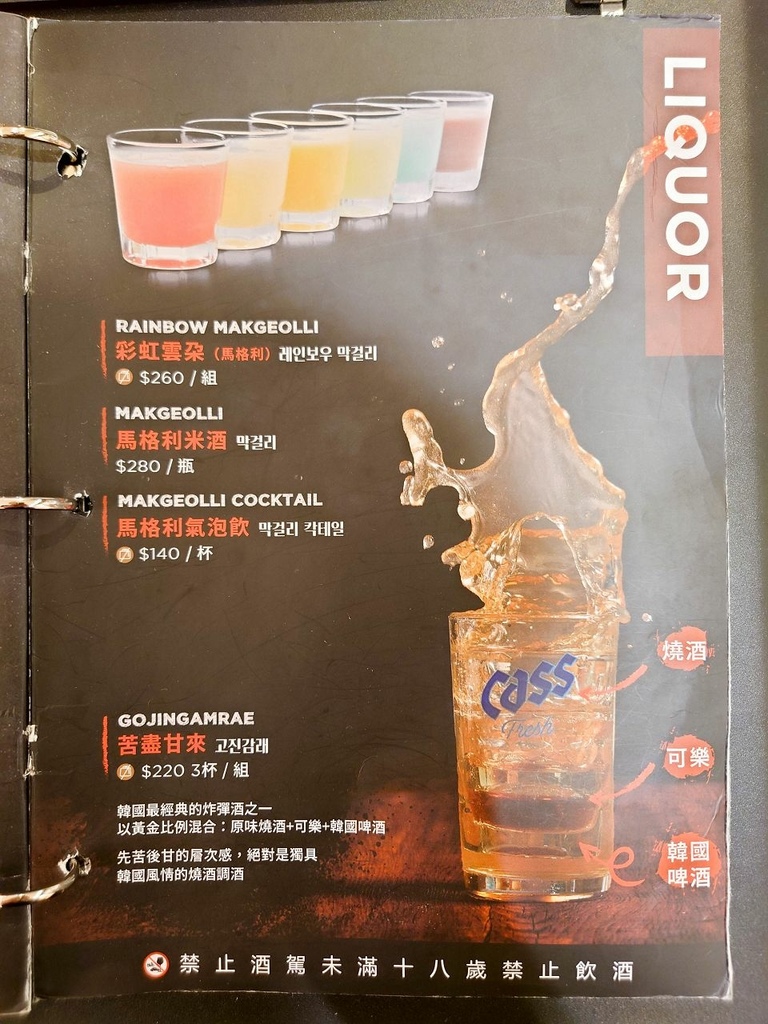 LIQUOR
RAINBOW MAKGEOLLI
彩虹雲朵（馬格利） 레인보우 막걸리
$260 / 組
MAKGEOLLI
馬格利米酒 막걸리
$280 / 瓶
MAKGEOLLI COCKTAIL
馬格利氣泡飲 막걸리 칵테일
$140 / 杯
Cass
Fresh
燒酒
可樂
韓國
啤酒
GOJINGAMRAE
苦盡甘來 고진감래
$220 3杯 / 組
韓國最經典的炸彈酒之一
以黃金比例混合：原味燒酒+可樂+韓國啤酒
先苦後甘的層次感，絕對是獨具
韓國風情的燒酒調酒
禁止酒駕未滿十八歲禁止飲酒